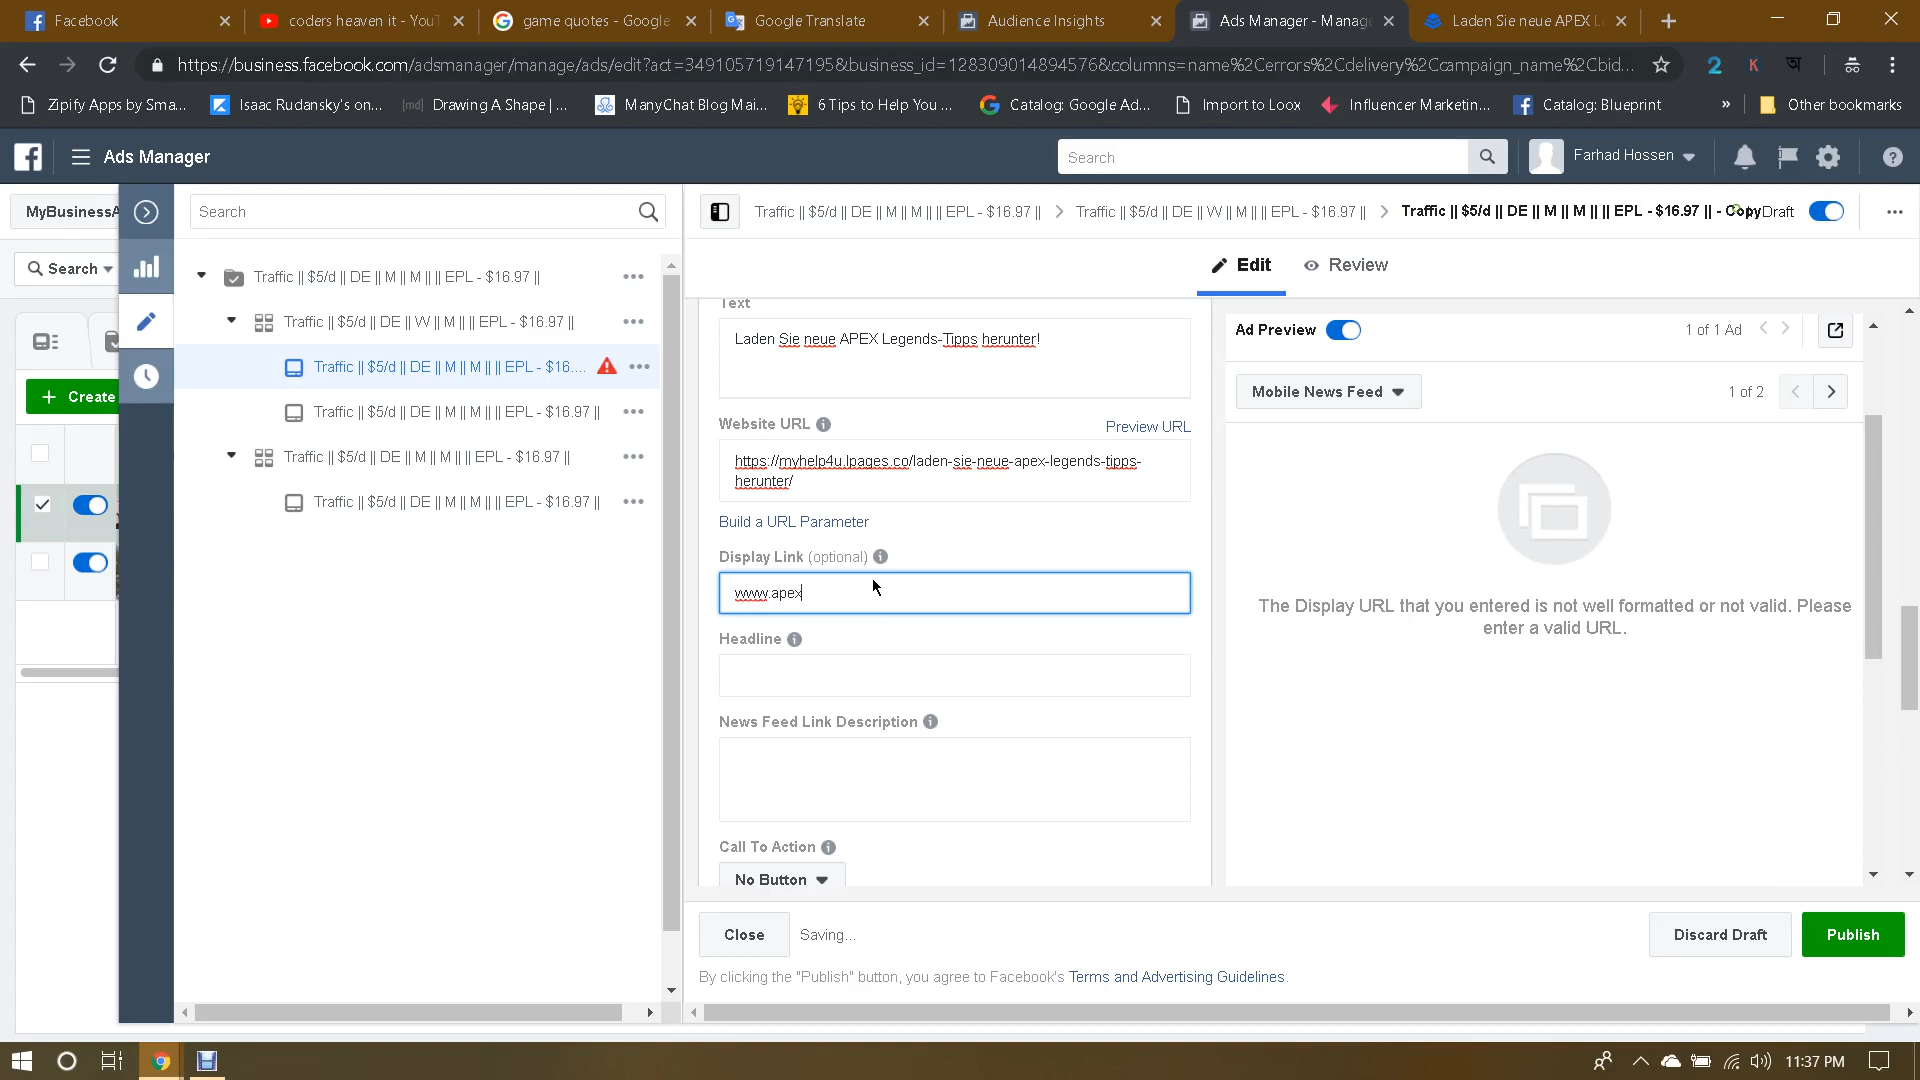 Facebook
coders heaven it - YouT
game quotes - Google
Google Translate
Audience Insights
Ads Manager - Manage
Laden Sie neue APEX L
https://business.facebook.com/adsmanager/manage/ads/edit?act=349105719147195&business_id=128309014894576&columns=name%2Cerrors%2Cdelivery%2Ccampaign_name%2Cbid...
Zipify Apps by Sma...
Isaac Rudansky's on...
[md] Drawing A Shape | ...
ManyChat Blog Mai...
6 Tips to Help You ...
Catalog: Google Ad...
Import to Loox
Influencer Marketin...
Catalog: Blueprint
»
Other bookmarks
Ads Manager
Search
Farhad Hossen
MyBusinessA
Search
Traffic || $5/d || DE || M || M || || EPL - $16.97 ||
Traffic || $5/d || DE || W || M || || EPL - $16.97 ||
Traffic || $5/d || DE || M || M || || EPL - $16.97 || - Copy
Draft
Search
Edit
Review
Create
Traffic || $5/d || DE || M || M || || EPL - $16.97 ||
Traffic || $5/d || DE || W || M || || EPL - $16.97 ||
Traffic || $5/d || DE || M || M || || EPL - $16....
Traffic || $5/d || DE || M || M || || EPL - $16.97 ||
Traffic || $5/d || DE || M || M || || EPL - $16.97 ||
Traffic || $5/d || DE || M || M || || EPL - $16.97 ||
Text
Laden Sie neue APEX Legends-Tipps herunter!
Website URL
Preview URL
https://myhelp4u.lpages.co/laden-sie-neue-apex-legends-tipps-
herunter/
Build a URL Parameter
Display Link (optional)
www.apex
Headline
News Feed Link Description
Call To Action
No Button
Ad Preview
1 of 1 Ad
Mobile News Feed
1 of 2
The Display URL that you entered is not well formatted or not valid. Please
enter a valid URL.
Close
Saving...
Discard Draft
Publish
By clicking the "Publish" button, you agree to Facebook's Terms and Advertising Guidelines.
11:37 PM